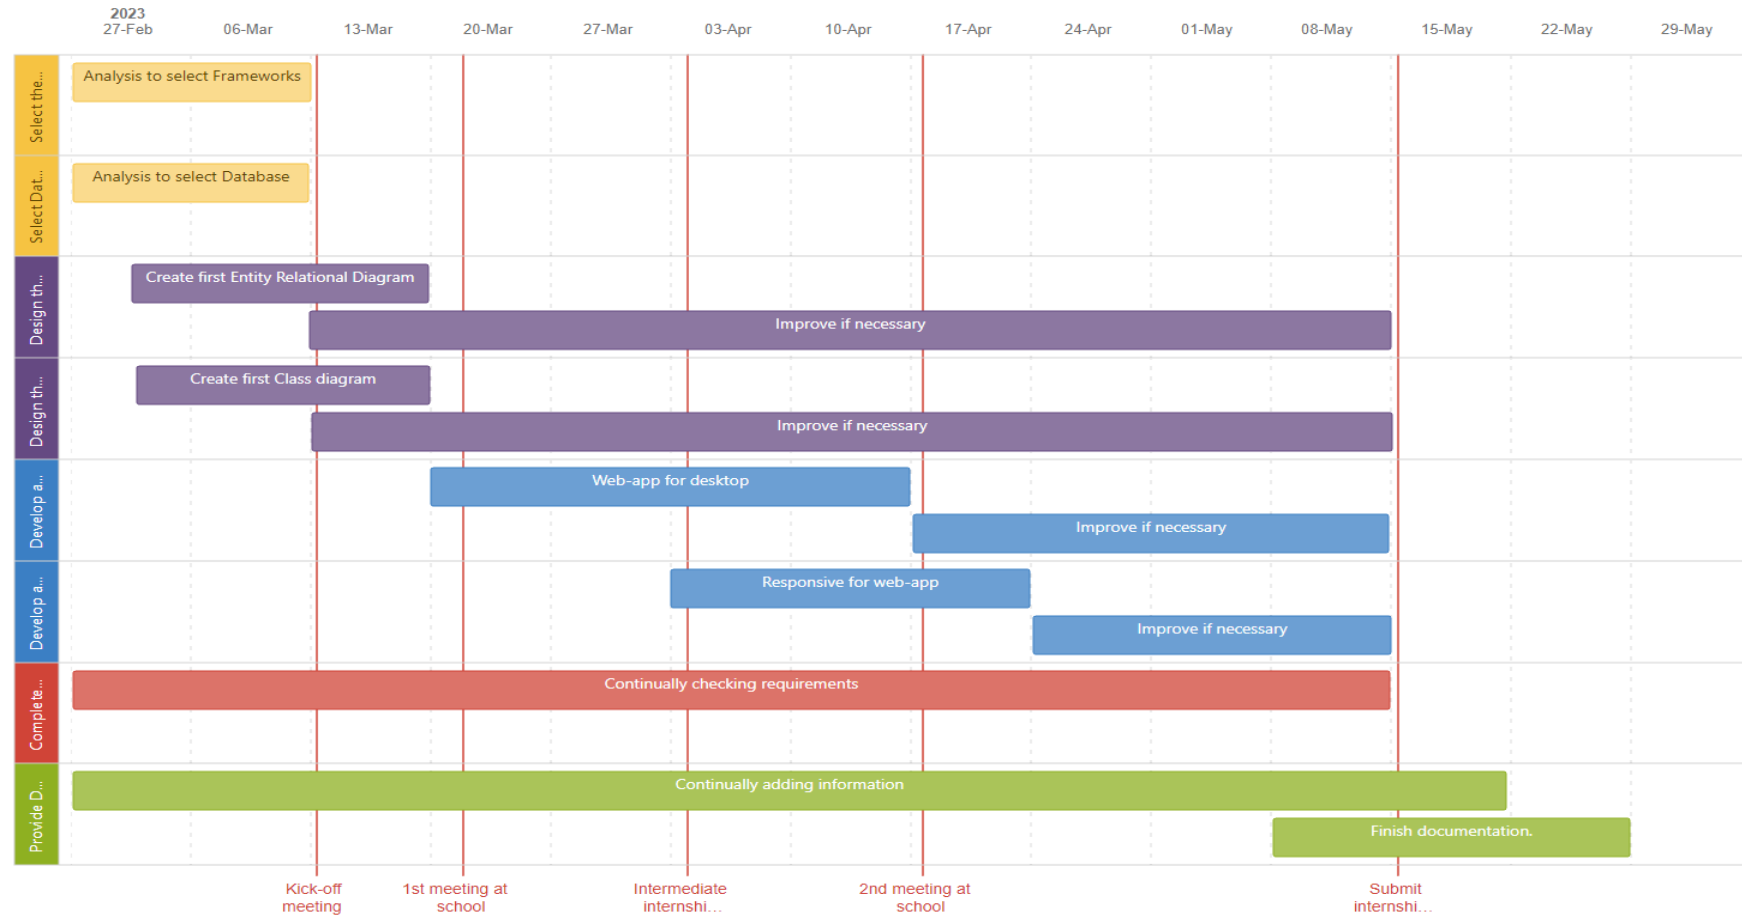 2023
27-Feb 06-Mar 13-Mar 20-Mar 27-Mar 03-Apr 10-Apr 17-Apr 24-Apr 01-May 08-May 15-May 22-May 29-May
Select the...
Analysis to select Frameworks
Select Dat...
Analysis to select Database
Design th...
Create first Entity Relational Diagram
Improve if necessary
Design th...
Create first Class diagram
Improve if necessary
Develop a...
Web-app for desktop
Improve if necessary
Develop a...
Responsive for web-app
Improve if necessary
Complete...
Continually checking requirements
Provide D...
Continually adding information
Finish documentation.
Kick-off
meeting
1st meeting at
school
Intermediate
internshi...
2nd meeting at
school
Submit
internshi...